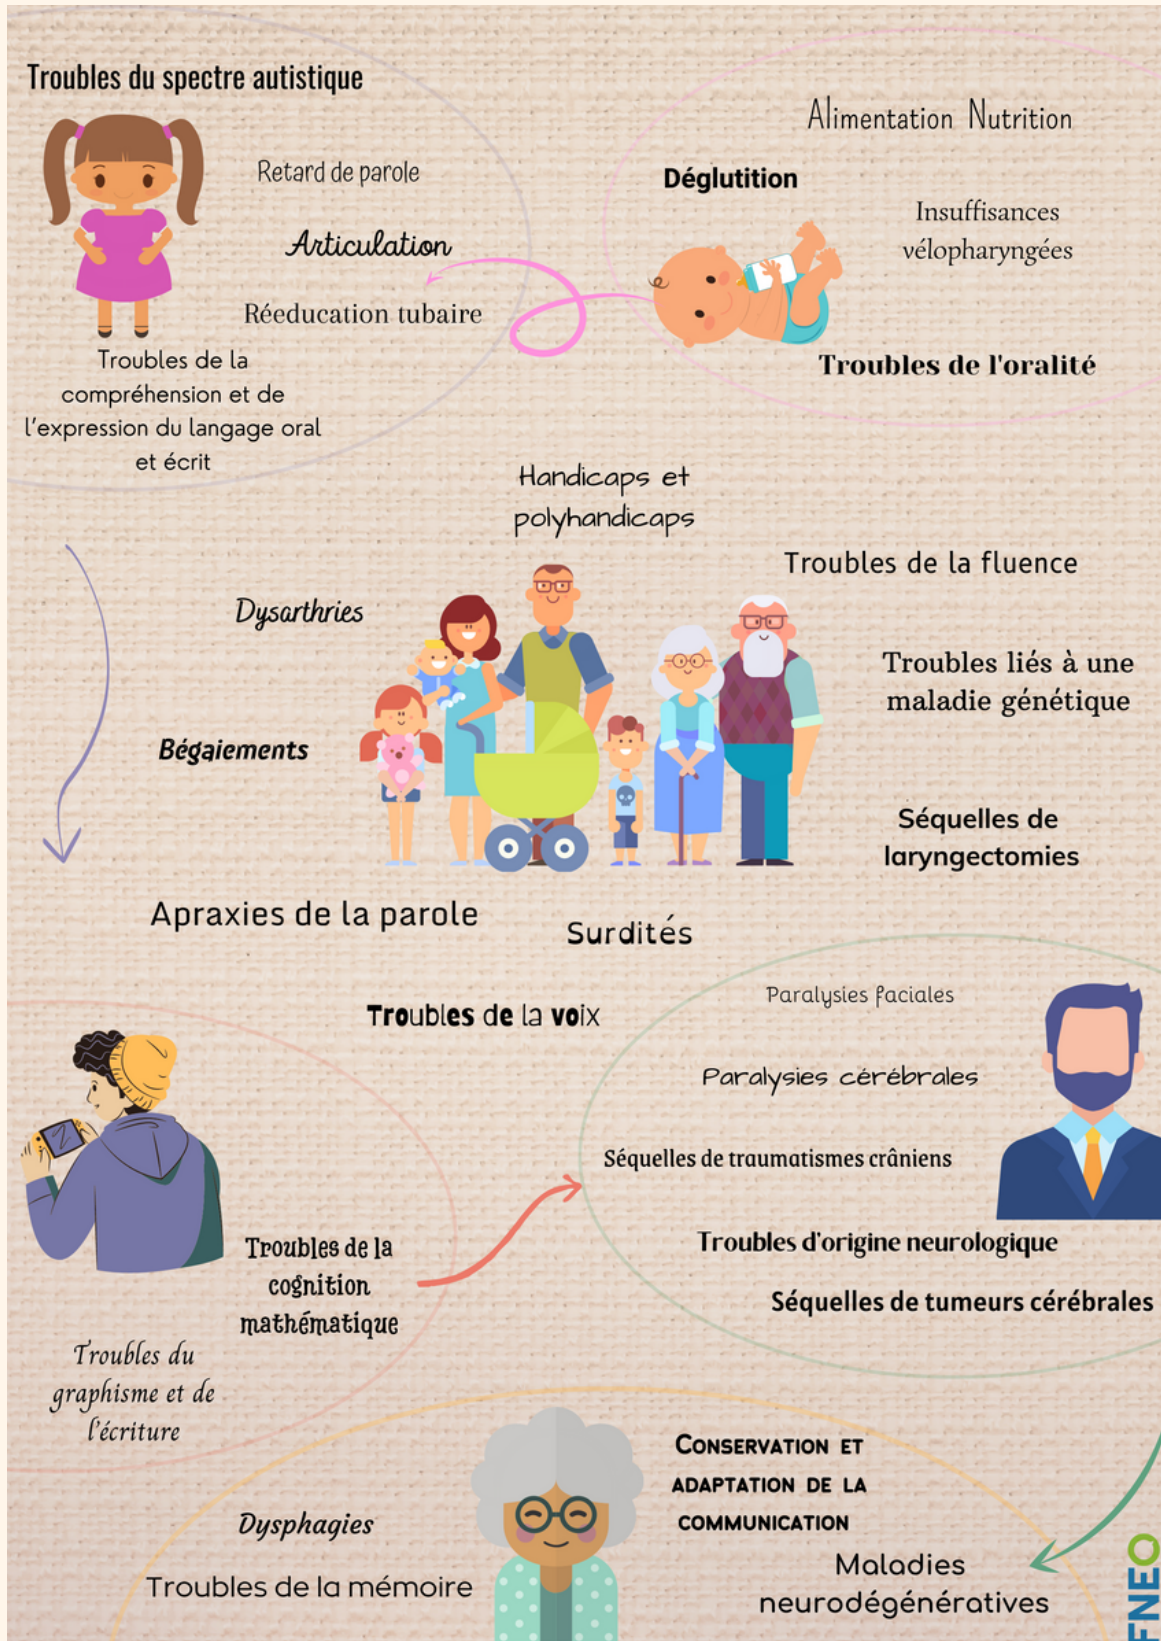 Troubles du spectre autistique
Retard de parole
Articulation
Rééducation tubaire
Troubles de la
compréhension et de
l'expression du langage oral
et écrit
Alimentation Nutrition
Déglutition
Insuffisances
vélopharyngées
Troubles de l'oralité
Handicaps et
polyhandicaps
Troubles de la fluence
Dysarthries
Troubles liés à une
maladie génétique
Bégaiements
Séquelles de
laryngectomies
Apraxies de la parole
Surdités
Troubles de la voix
Paralysies faciales
Paralysies cérébrales
Séquelles de traumatismes crâniens
Troubles d'origine neurologique
Séquelles de tumeurs cérébrales
Troubles de la
cognition
mathématique
Troubles du
graphisme et de
l'écriture
CONSERVATION ET
ADAPTATION DE LA
COMMUNICATION
Dysphagies
Troubles de la mémoire
Maladies
neurodégénératives
FNEO